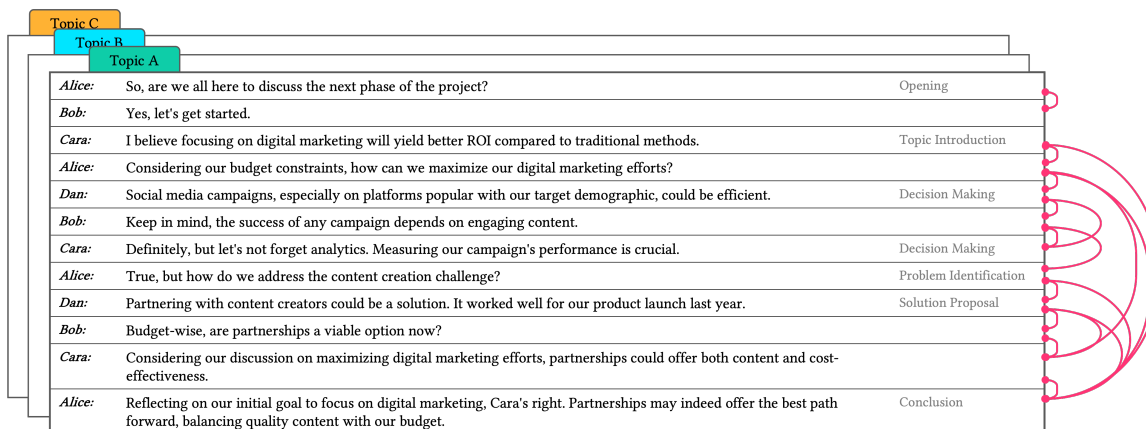 Topic C
Topic B
Topic A
Alice: So, are we all here to discuss the next phase of the project? Opening
Bob: Yes, let's get started.
Cara: I believe focusing on digital marketing will yield better ROI compared to traditional methods. Topic Introduction
Alice: Considering our budget constraints, how can we maximize our digital marketing efforts?
Dan: Social media campaigns, especially on platforms popular with our target demographic, could be efficient. Decision Making
Bob: Keep in mind, the success of any campaign depends on engaging content.
Cara: Definitely, but let's not forget analytics. Measuring our campaign's performance is crucial. Decision Making
Alice: True, but how do we address the content creation challenge? Problem Identification
Dan: Partnering with content creators could be a solution. It worked well for our product launch last year. Solution Proposal
Bob: Budget-wise, are partnerships a viable option now?
Cara: Considering our discussion on maximizing digital marketing efforts, partnerships could offer both content and cost-
effectiveness.
Alice: Reflecting on our initial goal to focus on digital marketing, Cara's right. Partnerships may indeed offer the best path Conclusion
forward, balancing quality content with our budget.